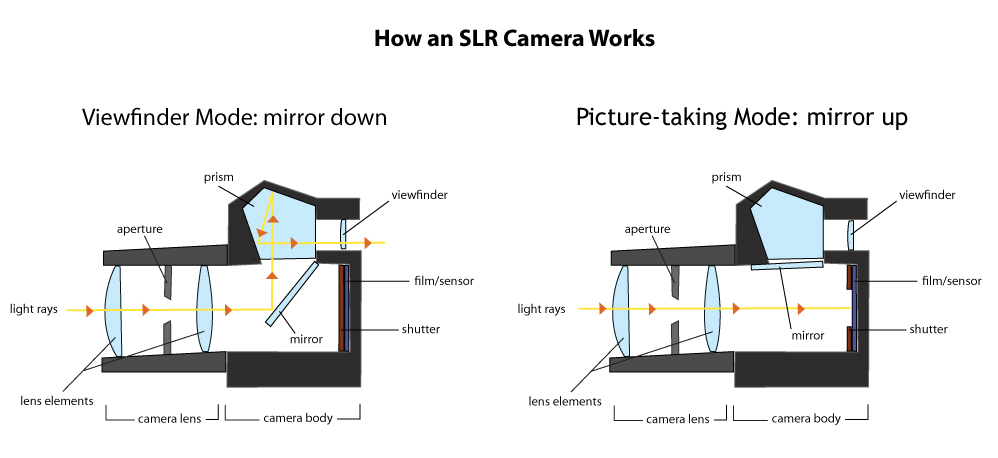 How an SLR Camera Works
Viewfinder Mode: mirror down
prism
viewfinder
aperture
film/sensor
light rays
shutter
mirror
lens elements
camera lens
camera body
Picture-taking Mode: mirror up
prism
viewfinder
aperture
film/sensor
light rays
shutter
mirror
lens elements
camera lens
camera body